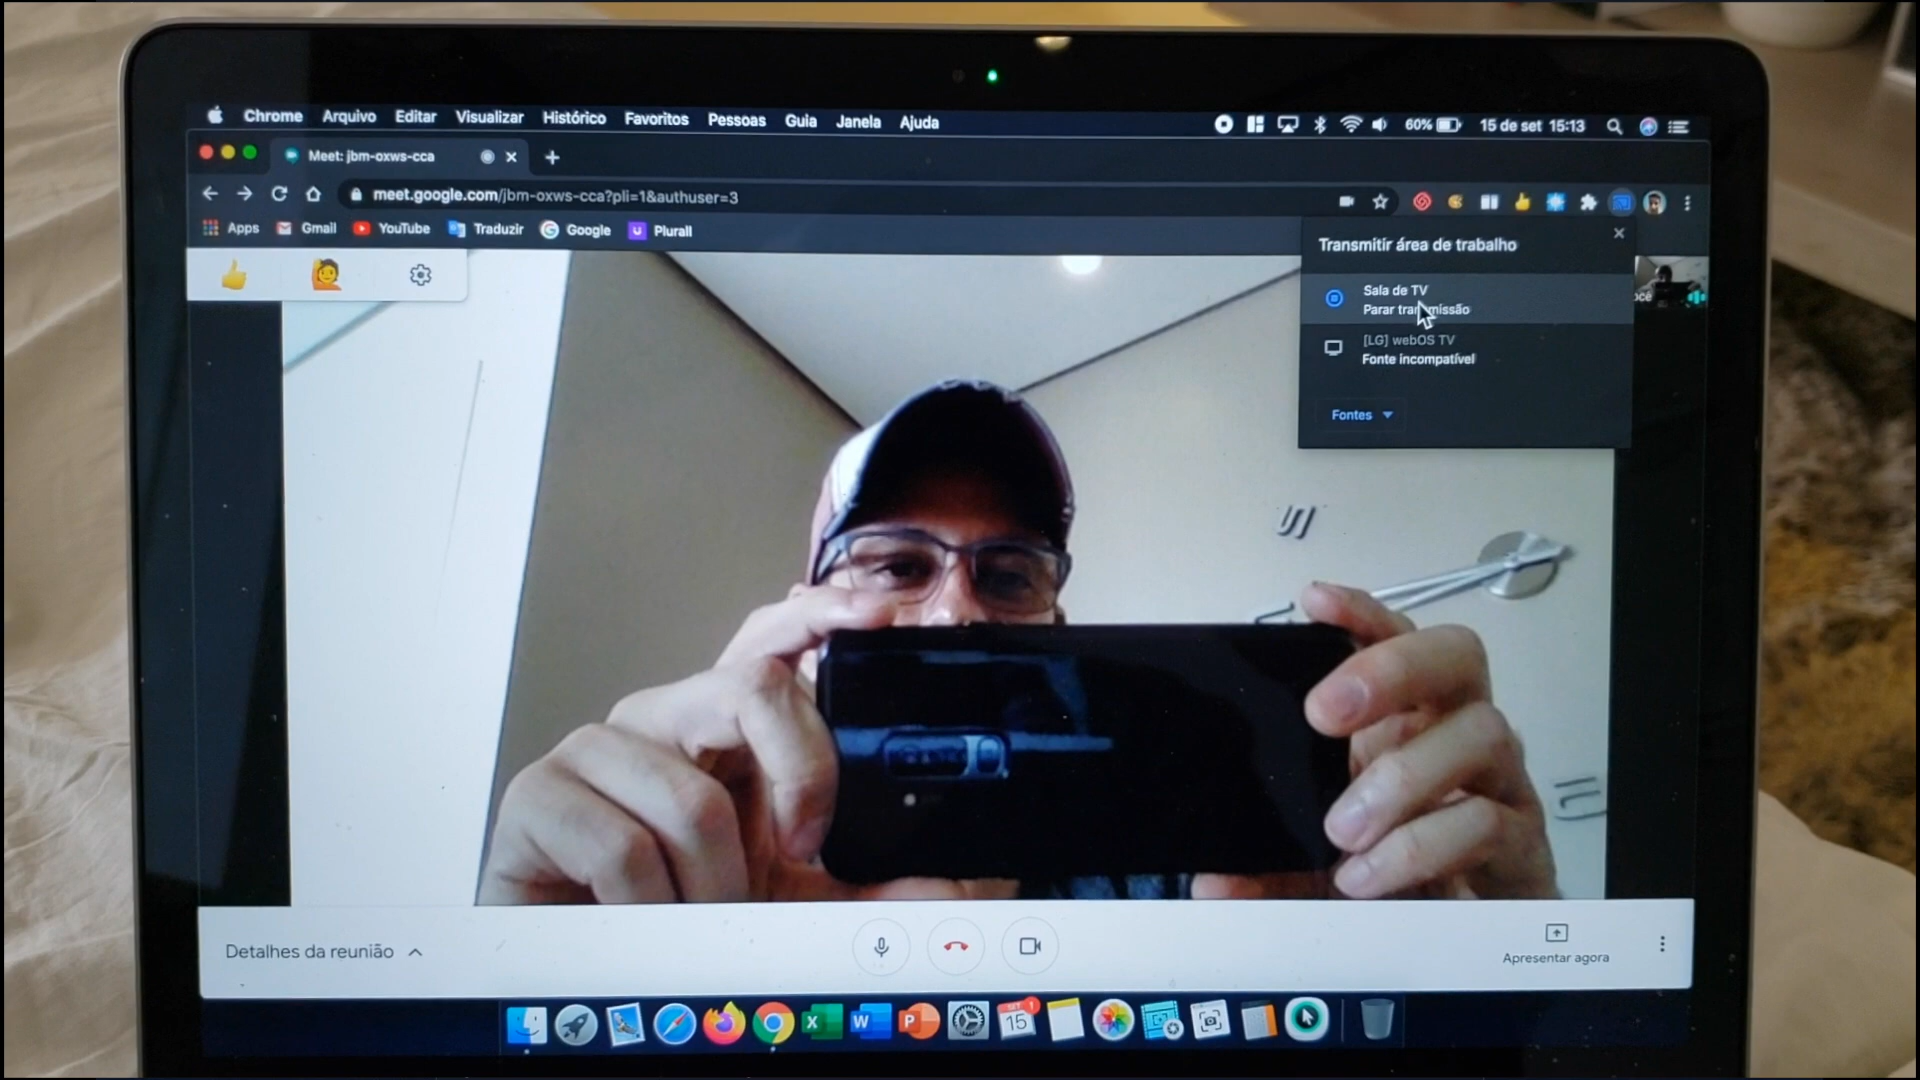 Chrome Arquivo Editar Visualizar Histórico Favoritos Pessoas Guia Janela Ajuda 60% 15 de set 15:13
Meet: jbm-oxws-cca
meet.google.com/jbm-oxws-cca?pli=1&authuser=3
Apps Gmail YouTube Traduzir Google Plurall
Transmitir área de trabalho
Sala de TV
Parar transmissão
[LG] webOS TV
Fonte incompatível
Fontes
ocê
Detalhes da reunião
Apresentar agora
X W P SET 1 15